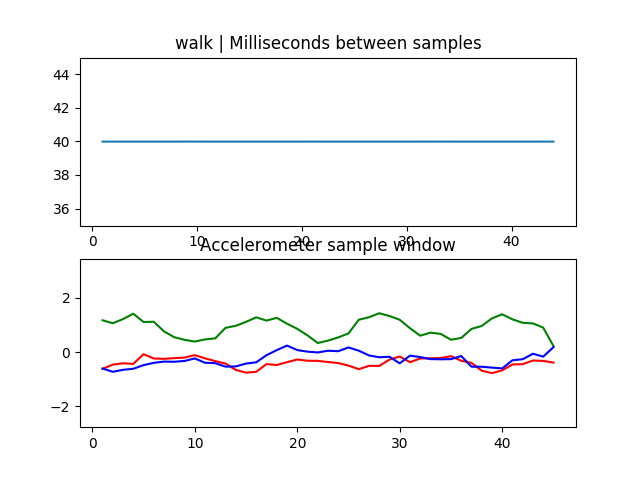 walk | Milliseconds between samples
44
42
40
38
36
0 10 20 30 40
Accelerometer sample window
2
0
−2
0 10 20 30 40